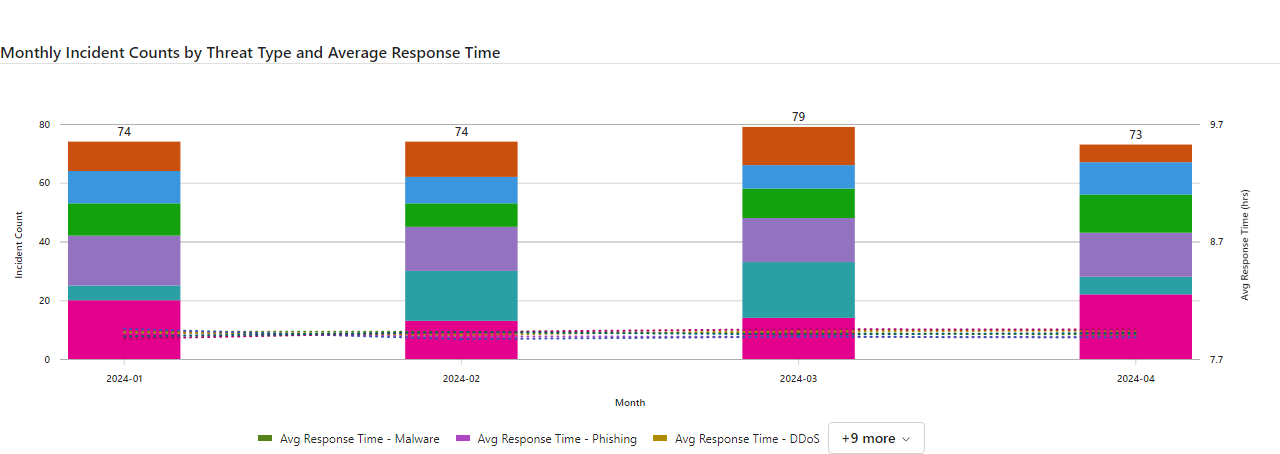 Monthly Incident Counts by Threat Type and Average Response Time
74
74
79
73
80
60
40
20
0
9.7
8.7
7.7
Incident Count
Avg Response Time (hrs)
2024-01
2024-02
2024-03
2024-04
Month
Avg Response Time - Malware
Avg Response Time - Phishing
Avg Response Time - DDoS
+9 more